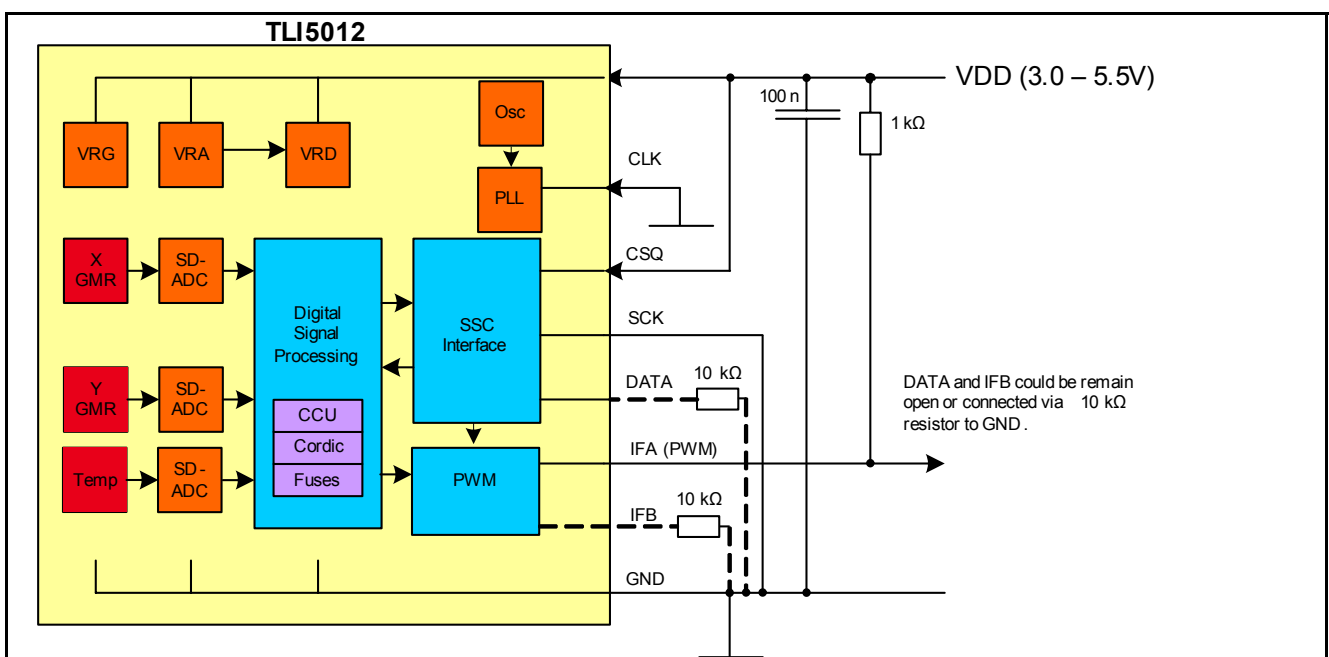 TLI5012
VDD (3.0 – 5.5V)
100 n
1 kΩ
Osc
VRG
VRA
VRD
CLK
PLL
X
GMR
SD-
ADC
CSQ
Digital
Signal
Processing
SSC
Interface
SCK
Y
GMR
SD-
ADC
DATA
10 kΩ
DATA and IFB could be remain
open or connected via 10 kΩ
resistor to GND .
CCU
Cordic
Fuses
IFA (PWM)
Temp
SD -
ADC
PWM
10 kΩ
IFB
GND